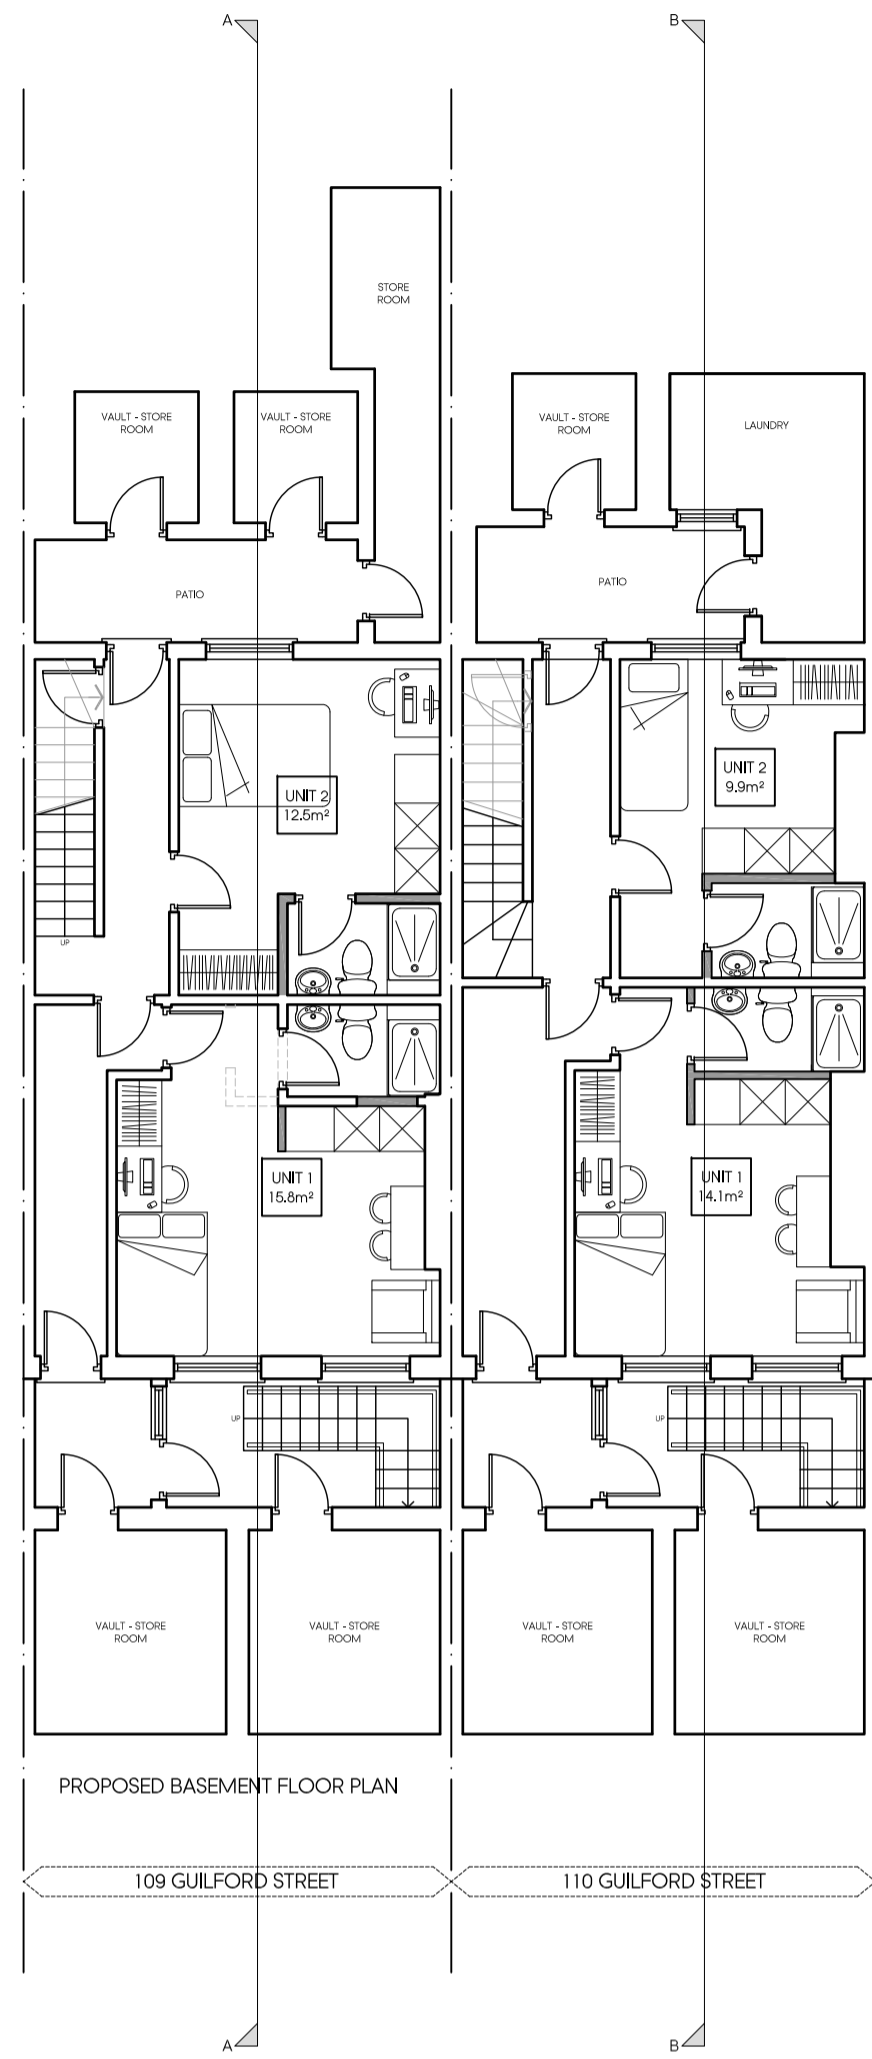 A
B
STORE
ROOM
VAULT - STORE
ROOM
VAULT - STORE
ROOM
VAULT - STORE
ROOM
LAUNDRY
PATIO
PATIO
UNIT 2
12.5m²
UNIT 2
9.9m²
UP
UNIT 1
15.8m²
UNIT 1
14.1m²
UP
UP
VAULT - STORE
ROOM
VAULT - STORE
ROOM
VAULT - STORE
ROOM
VAULT - STORE
ROOM
PROPOSED BASEMENT FLOOR PLAN
109 GUILFORD STREET
110 GUILFORD STREET
A
B